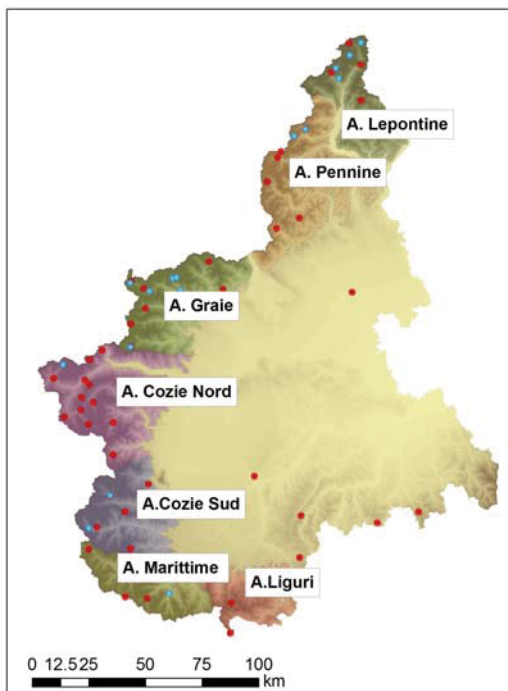 A. Lepontine
A. Pennine
A. Graie
A. Cozie Nord
A.Cozie Sud
A. Marittime
A.Liguri
0 12.5 25 50 75 100
km